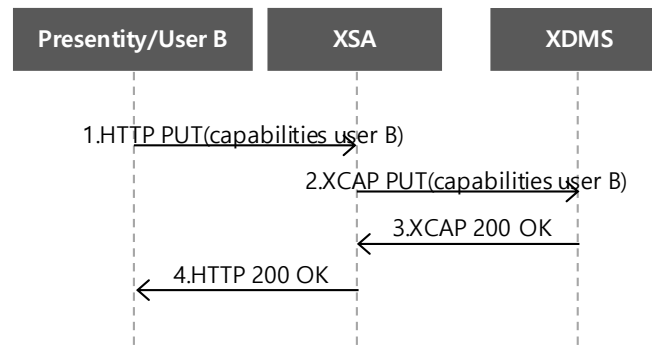 Presentity/User B XSA XDMS
1.HTTP PUT(capabilities user B)
2.XCAP PUT(capabilities user B)
3.XCAP 200 OK
4.HTTP 200 OK